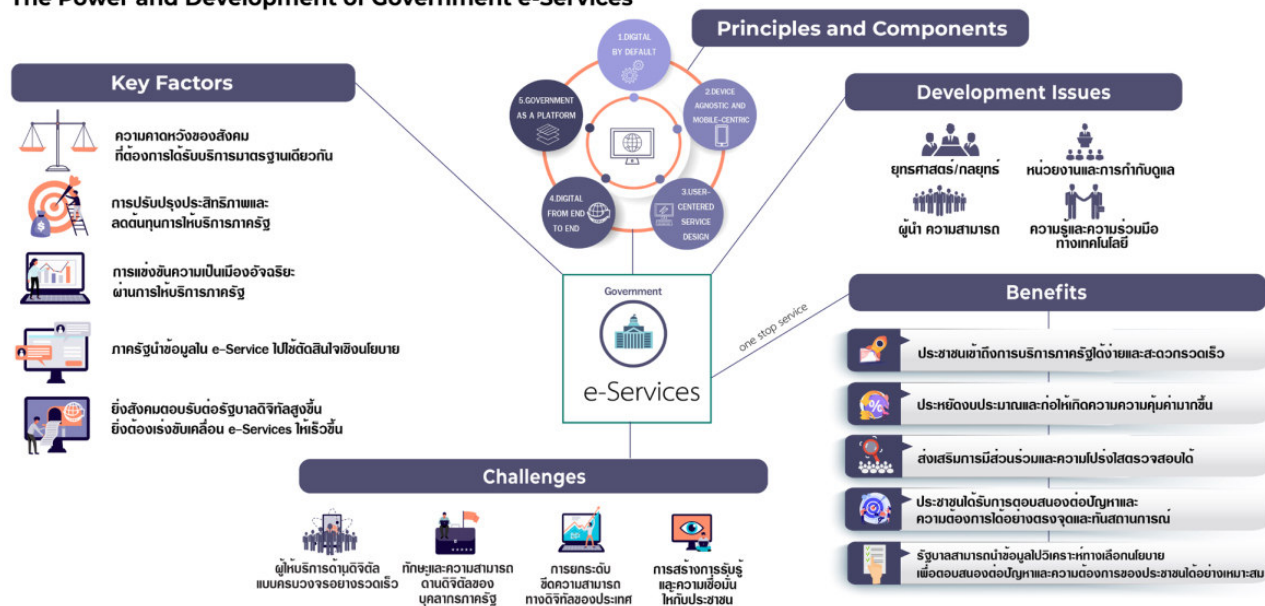 The Power and Development of Government e-Services
Key Factors
ความคาดหวังของสังคม
ที่ต้องการได้รับบริการมาตรฐานเดียวกัน
การปรับปรุงประสิทธิภาพและ
ลดต้นทุนการให้บริการภาครัฐ
การแข่งขันความเป็นเมืองอัจฉริยะ
ผ่านการให้บริการภาครัฐ
ภาครัฐนำข้อมูลใน e-Service ไปใช้ตัดสินใจเชิงนโยบาย
ยิ่งสังคมตอบรับต่อรัฐบาลดิจิทัลสูงขึ้น
ยิ่งต้องเร่งขับเคลื่อน e-Services ให้เร็วขึ้น
Principles and Components
1.DIGITAL
BY DEFAULT
2.DEVICE
AGNOSTIC AND
MOBILE-CENTRIC
3.USER-
CENTERED
SERVICE
DESIGN
4.DIGITAL
FROM END
TO END
5.GOVERNMENT
AS A PLATFORM
Government
e-Services
one stop service
Development Issues
ยุทธศาสตร์/กลยุทธ์
หน่วยงานและการกำกับดูแล
ผู้นำ ความสามารถ
ความรู้และความร่วมมือ
ทางเทคโนโลยี
Benefits
ประชาชนเข้าถึงการบริการภาครัฐได้ง่ายและสะดวกรวดเร็ว
ประหยัดงบประมาณและก่อให้เกิดความความคุ้มค่ามากขึ้น
ส่งเสริมการมีส่วนร่วมและความโปร่งใสตรวจสอบได้
ประชาชนได้รับการตอบสนองต่อปัญหาและ
ความต้องการได้อย่างตรงจุดและทันสถานการณ์
รัฐบาลสามารถนำข้อมูลไปวิเคราะห์ทางเลือกนโยบาย
เพื่อตอบสนองต่อปัญหาและความต้องการของประชาชนได้อย่างเหมาะสม
Challenges
ผู้ให้บริการด้านดิจิตัล
แบบครบวงจรอย่างรวดเร็ว
ทักษะและความสามารถ
ด้านดิจิตัลของ
บุคลากรภาครัฐ
การยกระดับ
ขีดความสามารถ
ทางดิจิทัลของประเทศ
การสร้างการรับรู้
และความเชื่อมั่น
ให้กับประชาชน